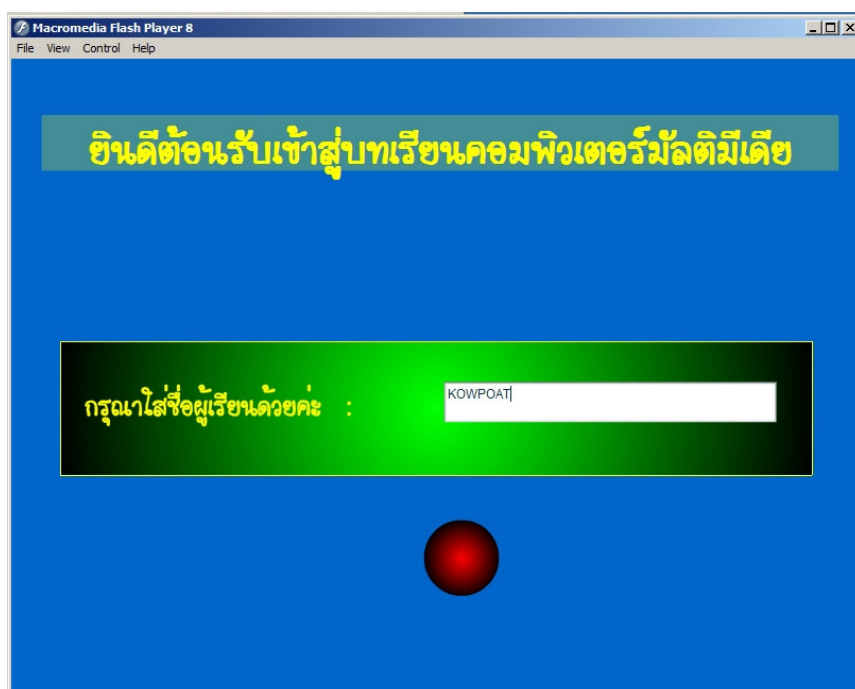 Macromedia Flash Player 8
File View Control Help
ยินดีต้อนรับเข้าสู่บทเรียนคอมพิวเตอร์มัลติมีเดีย
กรุณาใส่ชื่อผู้เรียนด้วยค่ะ :
KOWPOAT